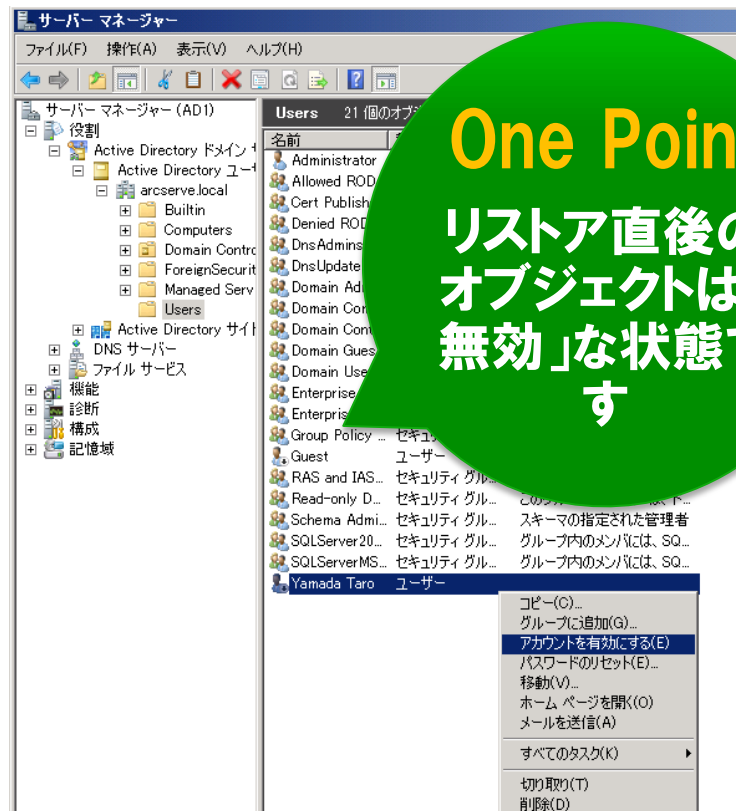 サーバー マネージャー
ファイル(F) 操作(A) 表示(V) ヘルプ(H)
サーバー マネージャー (AD1)
役割
Active Directory ドメイン
Active Directory ユー
arcserve.local
Builtin
Computers
Domain Contro
ForeignSecurit
Managed Serv
Users
Active Directory サイ
DNS サーバー
ファイル サービス
機能
診断
構成
記憶域
Users 21 個のオブ
名前
Administrator
Allowed ROD
Cert Publish
Denied ROD
DnsAdmins
DnsUpdate
Domain Ad
Domain Con
Domain Cont
Domain Gues
Domain Use
Enterprise
Enterpris
Group Policy ... セキュ
Guest ユーザー
RAS and IAS... セキュリティ グル...
Read-only D... セキュリティ グル...
Schema Admi... セキュリティ グル... スキーマの指定された管理者
SQLServer20... セキュリティ グル... グループ内のメンバには、SQ...
SQLServerMS... セキュリティ グル... グループ内のメンバには、SQ...
Yamada Taro ユーザー
One Poin
リストア直後の
オブジェクトは
無効」な状態で
す
コピー(C)...
グループに追加(G)...
アカウントを有効にする(E)
パスワードのリセット(E)...
移動(V)...
ホーム ページを開く(O)
メールを送信(A)
すべてのタスク(K)
切り取り(T)
削除(D)